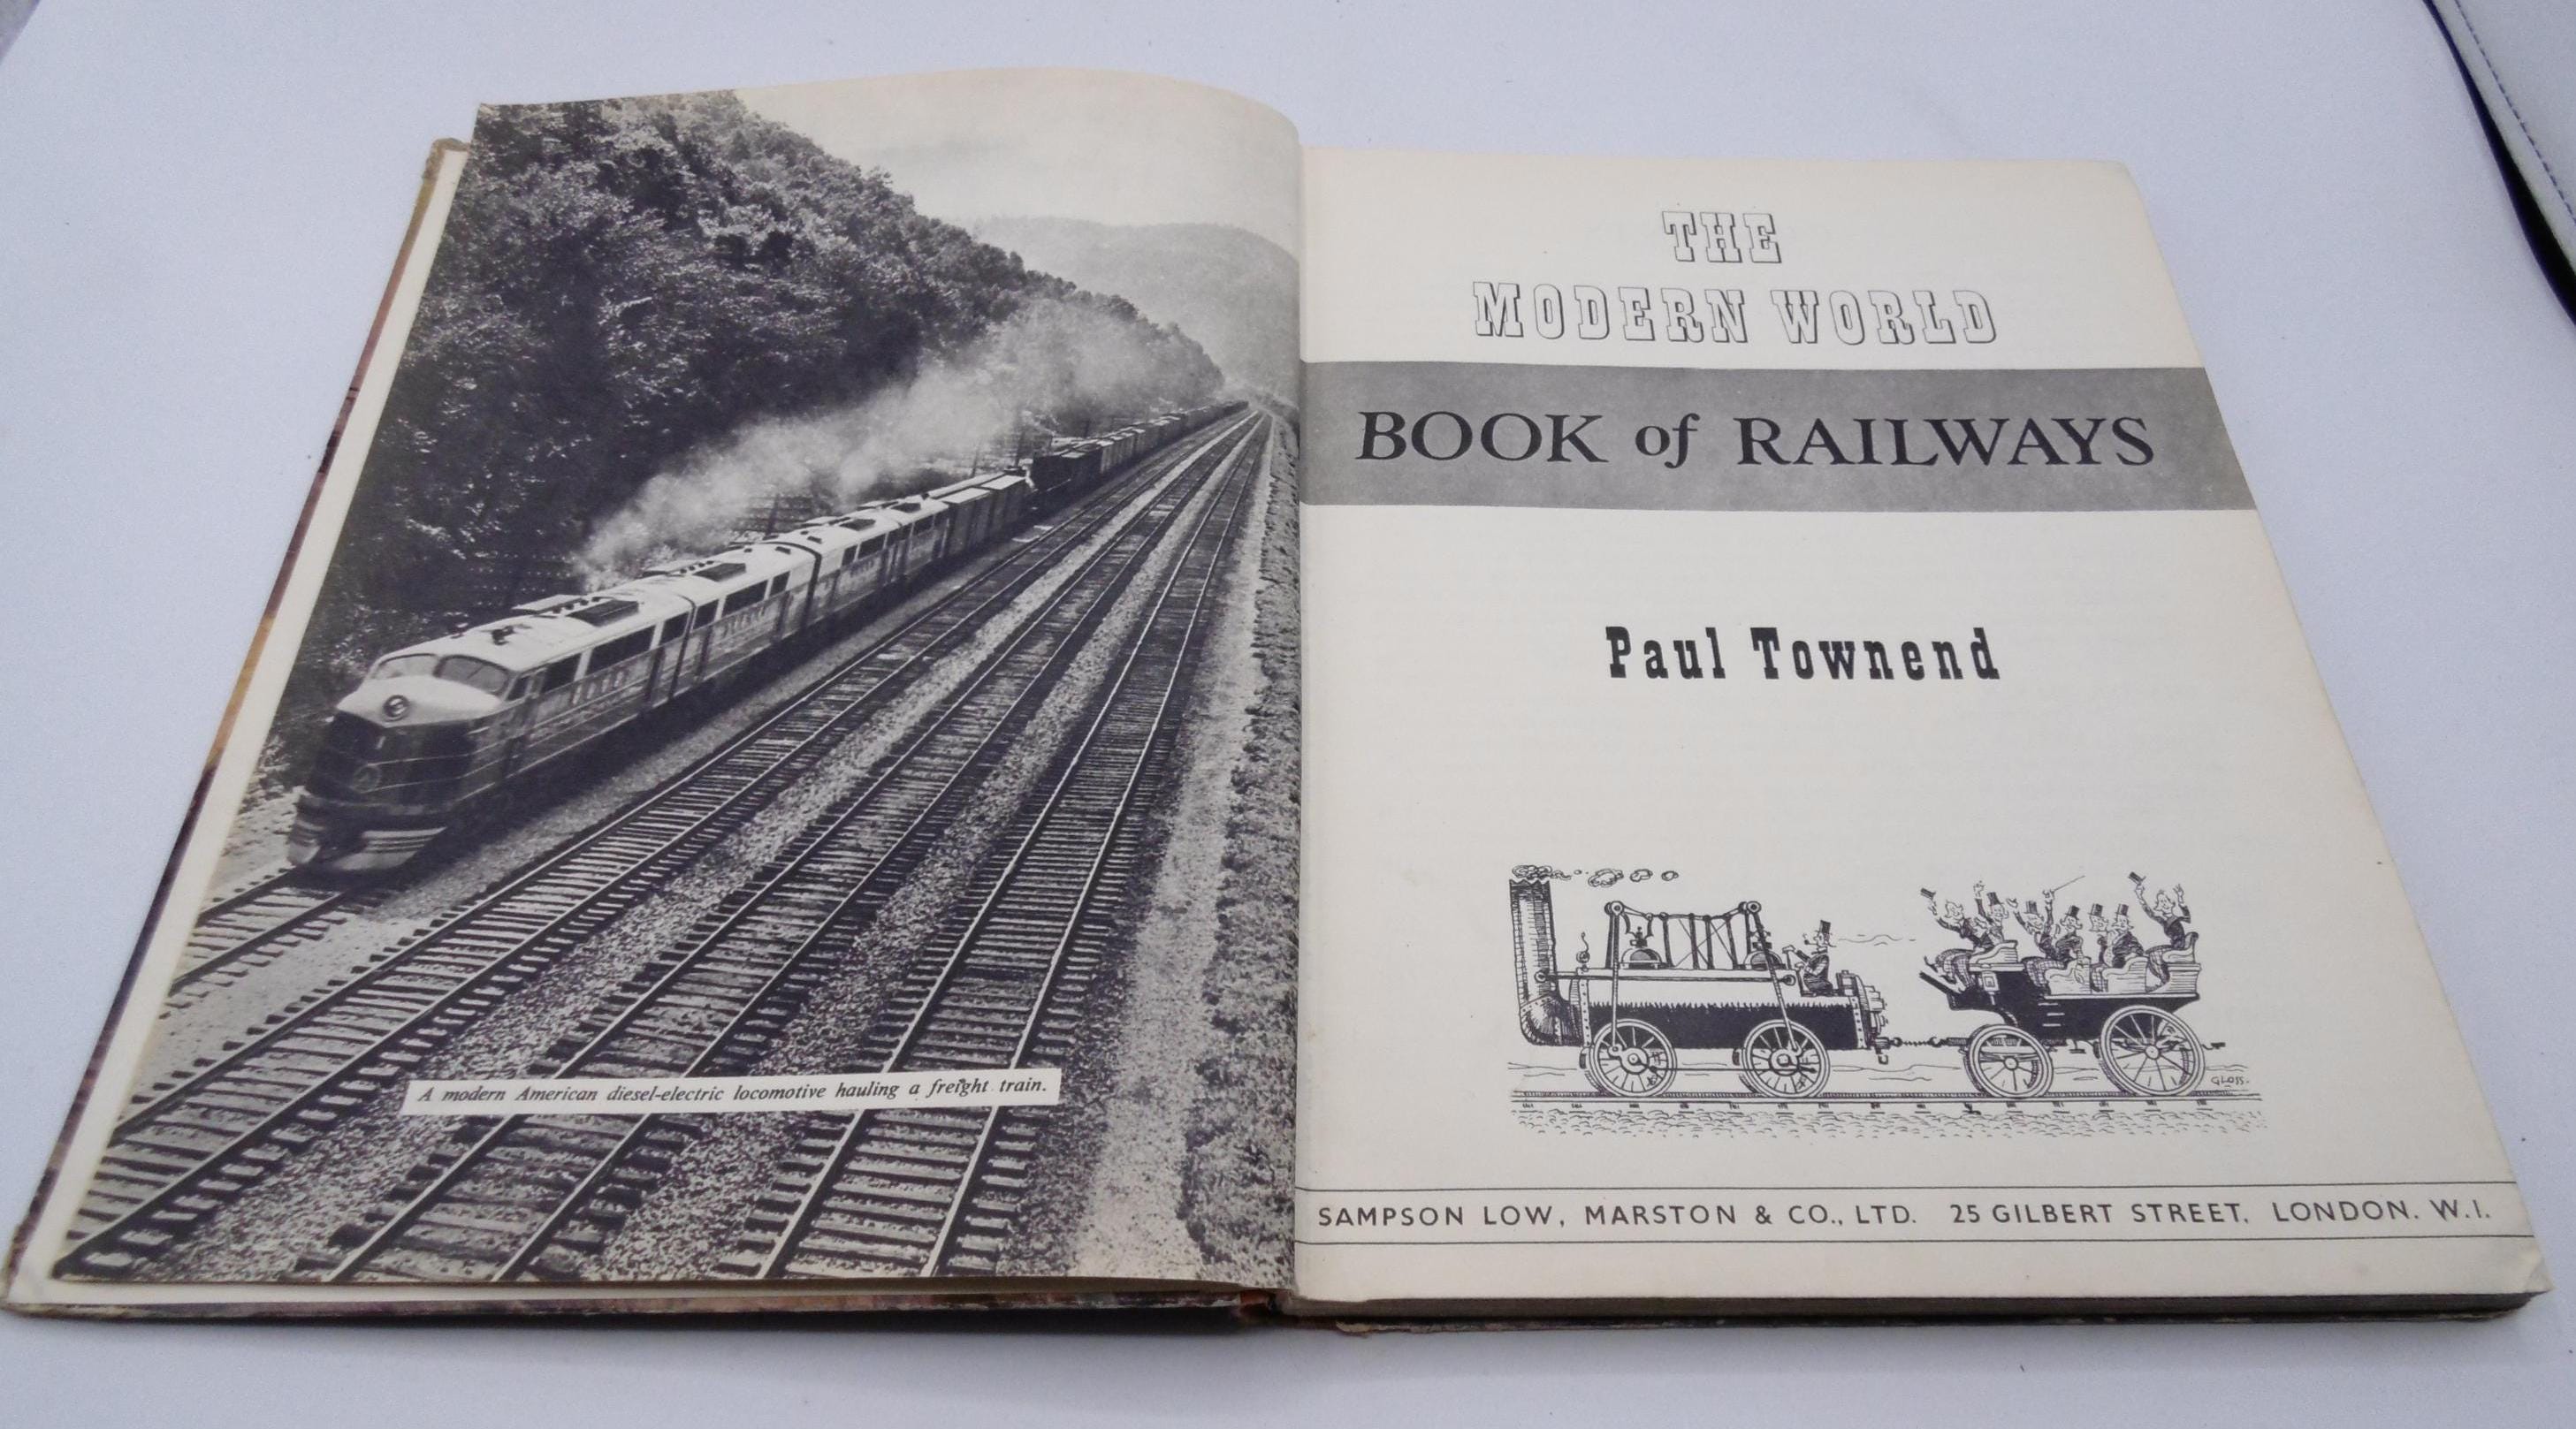 A modern American diesel-electric locomotive hauling a freight train.
THE
MODERN WORLD
BOOK of RAILWAYS
Paul Townend
GLOSS.
SAMPSON LOW, MARSTON & CO., LTD. 25 GILBERT STREET, LONDON. W.I.